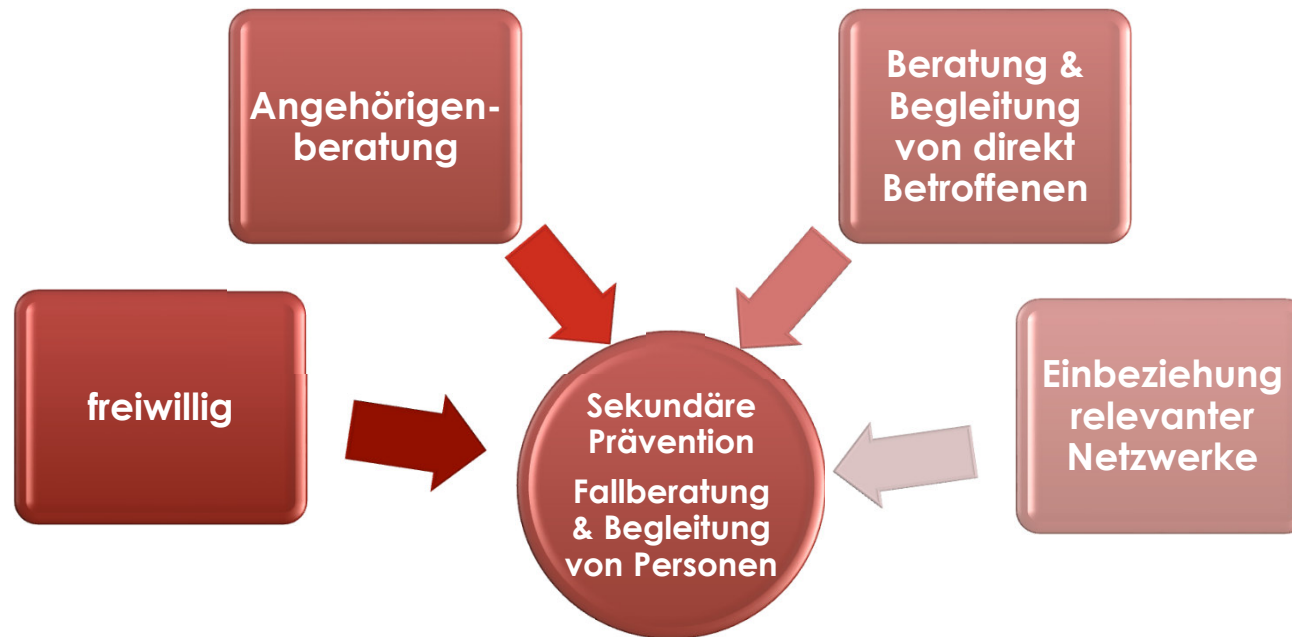 Angehörigen-
beratung
Beratung &
Begleitung
von direkt
Betroffenen
freiwillig
Einbeziehung
relevanter
Netzwerke
Sekundäre
Prävention
Fallberatung
& Begleitung
von Personen